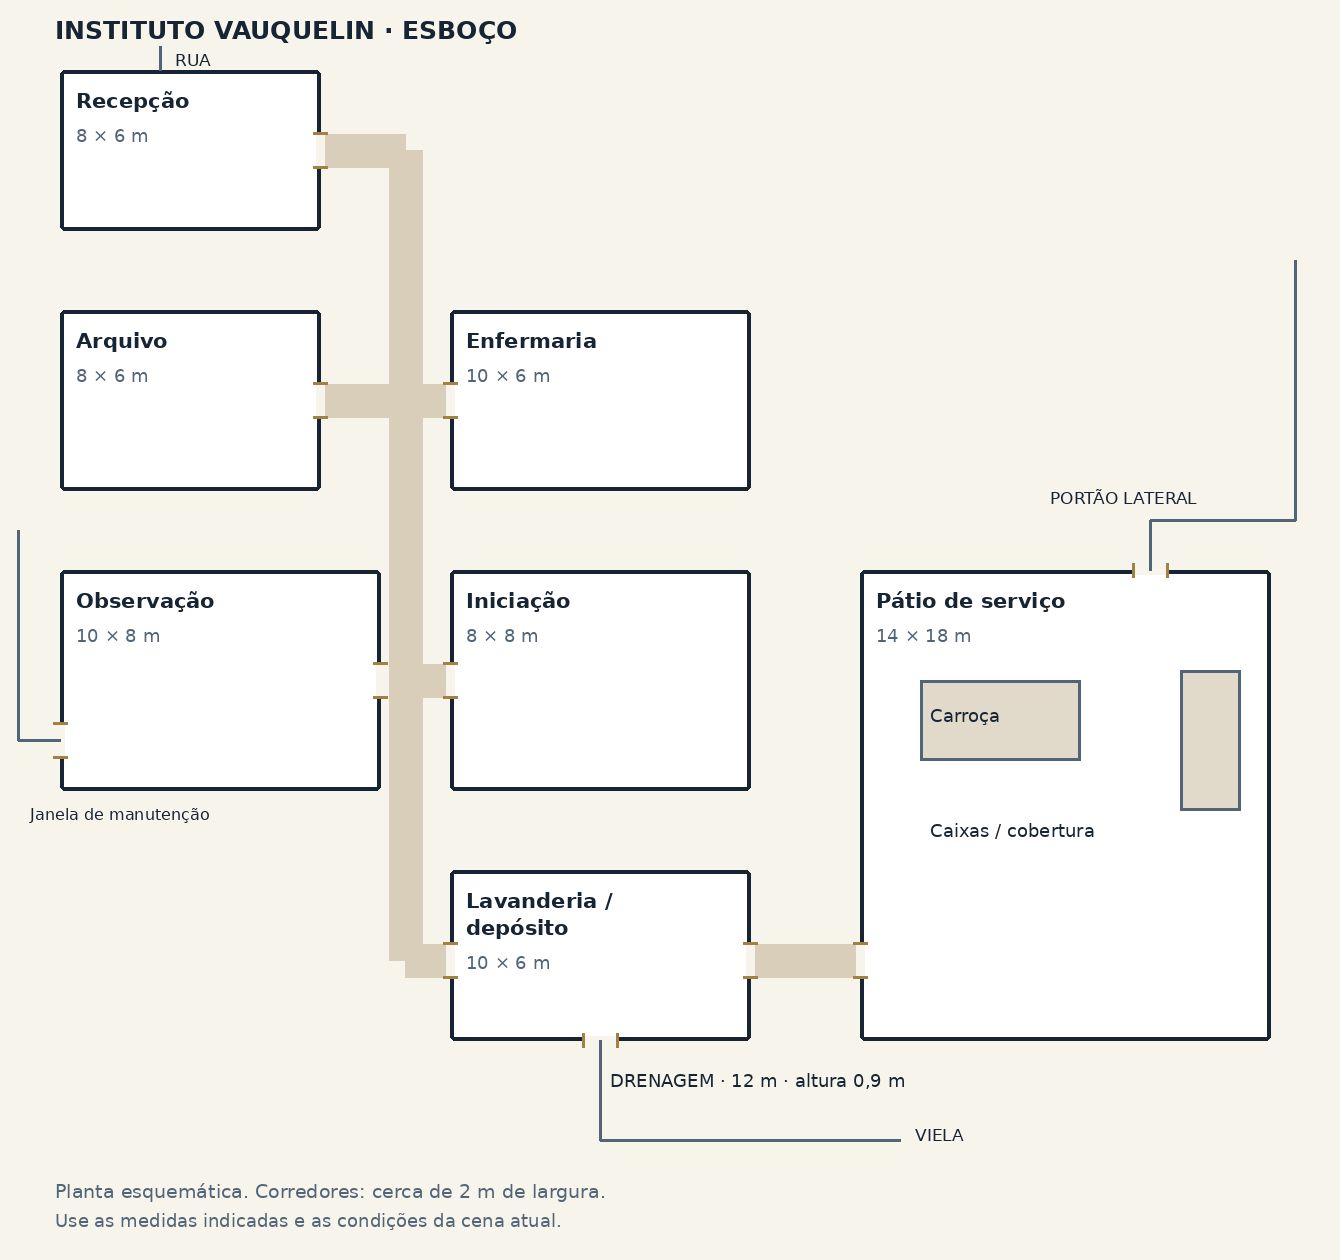 INSTITUTO VAUQUELIN · ESBOÇO
RUA
Recepção
8 × 6 m
Arquivo
8 × 6 m
Enfermaria
10 × 6 m
PORTÃO LATERAL
Observação
10 × 8 m
Iniciação
8 × 8 m
Pátio de serviço
14 × 18 m
Carroça
Janela de manutenção
Caixas / cobertura
Lavanderia /
depósito
10 × 6 m
DRENAGEM · 12 m · altura 0,9 m
VIELA
Planta esquemática. Corredores: cerca de 2 m de largura.
Use as medidas indicadas e as condições da cena atual.